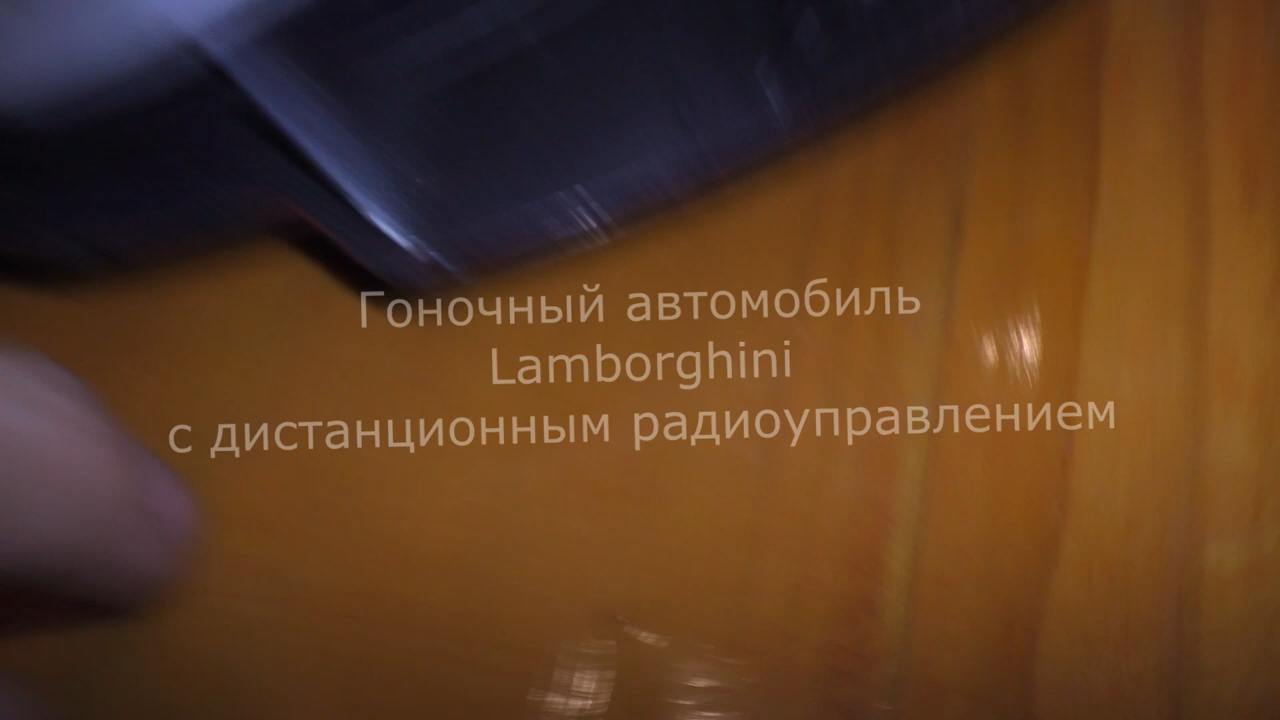 Гоночный автомобиль
Lamborghini
с дистанционным радиоуправлением